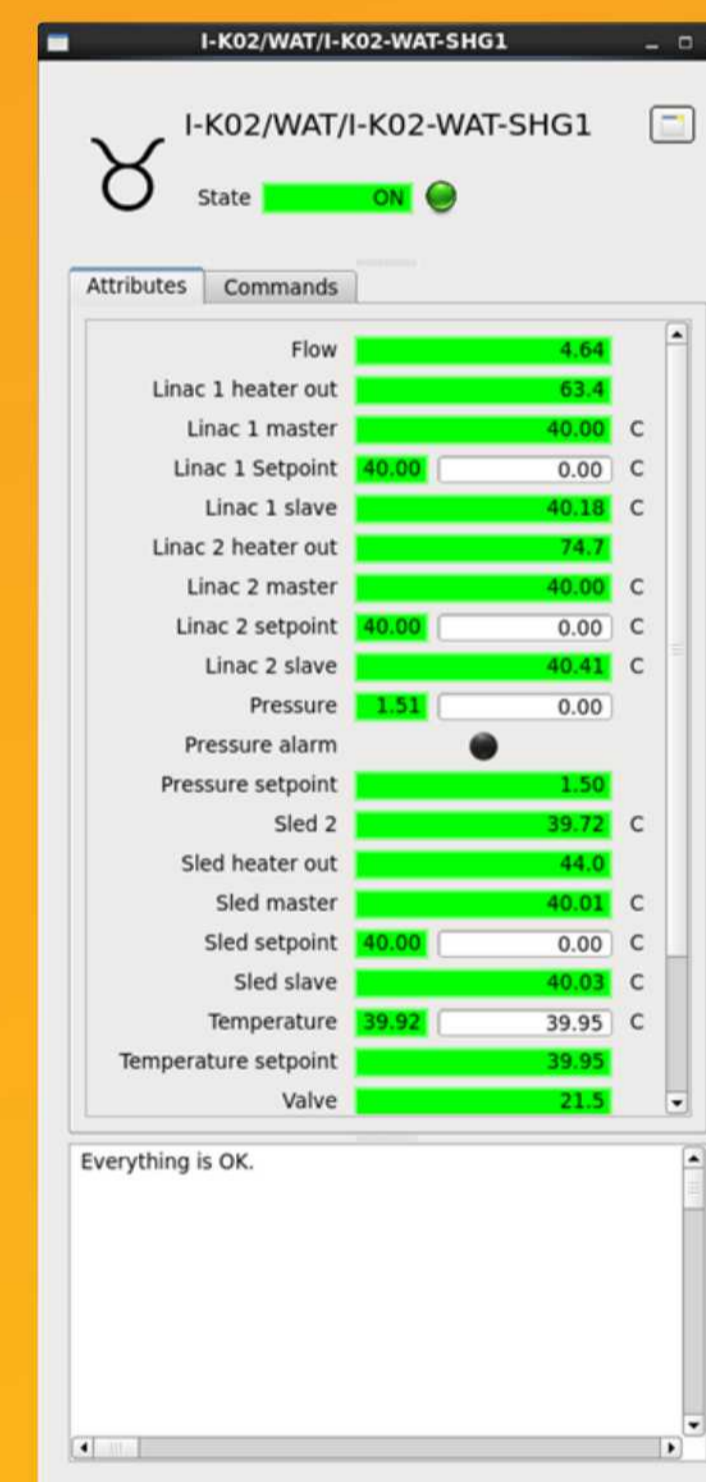 I-K02/WAT/I-K02-WAT-SHG1
I-K02/WAT/I-K02-WAT-SHG1
State ON
Attributes Commands
Flow 4.64
Linac 1 heater out 63.4
Linac 1 master 40.00 C
Linac 1 Setpoint 40.00 0.00 C
Linac 1 slave 40.18 C
Linac 2 heater out 74.7
Linac 2 master 40.00 C
Linac 2 setpoint 40.00 0.00 C
Linac 2 slave 40.41 C
Pressure 1.51 0.00
Pressure alarm
Pressure setpoint 1.50
Sled 2 39.72 C
Sled heater out 44.0
Sled master 40.01 C
Sled setpoint 40.00 0.00 C
Sled slave 40.03 C
Temperature 39.92 39.95 C
Temperature setpoint 39.95
Valve 21.5
Everything is OK.